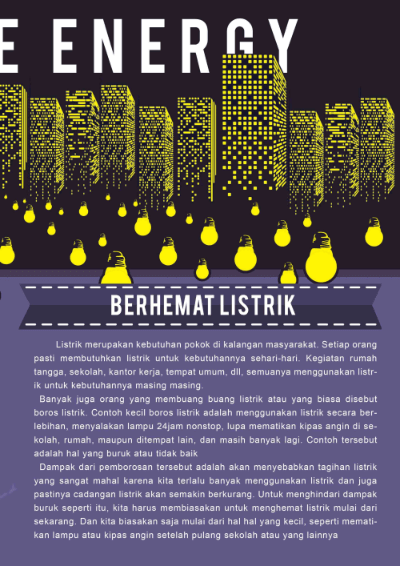 E ENERGY
BERHEMAT LISTRIK
Listrik merupakan kebutuhan pokok di kalangan masyarakat. Setiap orang
pasti membutuhkan listrik untuk kebutuhannya sehari-hari. Kegiatan rumah
tangga, sekolah, kantor kerja, tempat umum, dll, semuanya menggunakan listr-
ik untuk kebutuhannya masing masing.
Banyak juga orang yang membuang buang listrik atau yang biasa disebut
boros listrik. Contoh kecil boros listrik adalah menggunakan listrik secara ber-
lebihan, menyalakan lampu 24jam nonstop, lupa mematikan kipas angin di se-
kolah, rumah, maupun ditempat lain, dan masih banyak lagi. Contoh tersebut
adalah hal yang buruk atau tidak baik
Dampak dari pemborosan tersebut adalah akan menyebabkan tagihan listrik
yang sangat mahal karena kita terlalu banyak menggunakan listrik dan juga
pastinya cadangan listrik akan semakin berkurang. Untuk menghindari dampak
buruk seperti itu, kita harus membiasakan untuk menghemat listrik mulai dari
sekarang. Dan kita biasakan saja mulai dari hal hal yang kecil, seperti memati-
kan lampu atau kipas angin setelah pulang sekolah atau yang lainnya